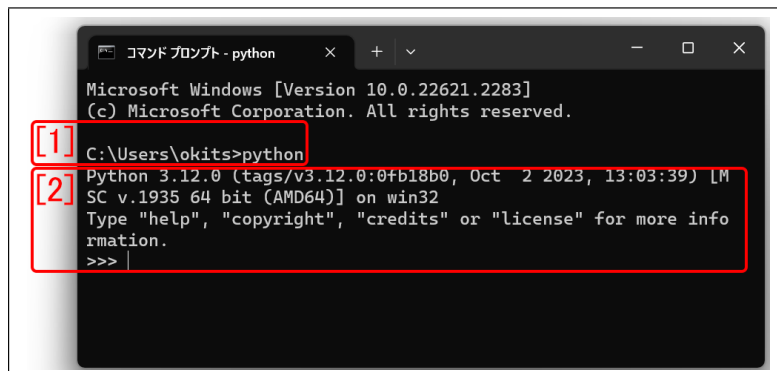 コマンド プロンプト - python
Microsoft Windows [Version 10.0.22621.2283]
(c) Microsoft Corporation. All rights reserved.
[1]
C:\Users\okits>python
[2]
Python 3.12.0 (tags/v3.12.0:0fb18b0, Oct  2 2023, 13:03:39) [M
SC v.1935 64 bit (AMD64)] on win32
Type "help", "copyright", "credits" or "license" for more info
rmation.
>>>